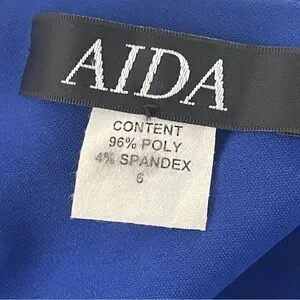 AIDA
CONTENT
96% POLY
4% SPANDEX
6